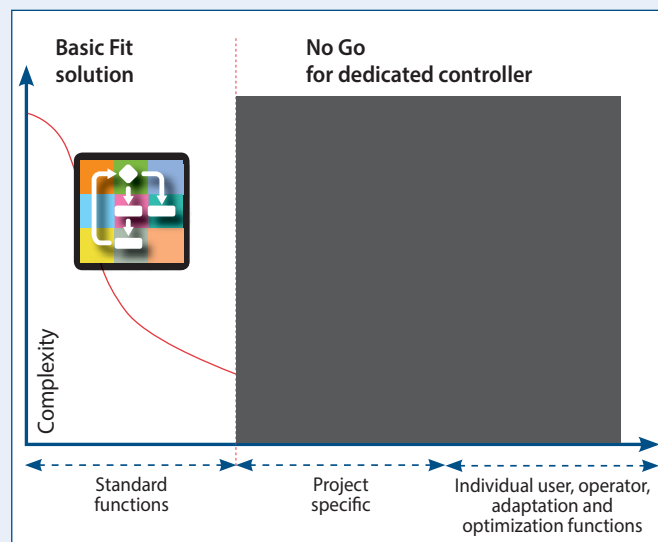 Basic Fit
solution
No Go
for dedicated controller
Complexity
Standard
functions
Project
specific
Individual user, operator,
adaptation and
optimization functions